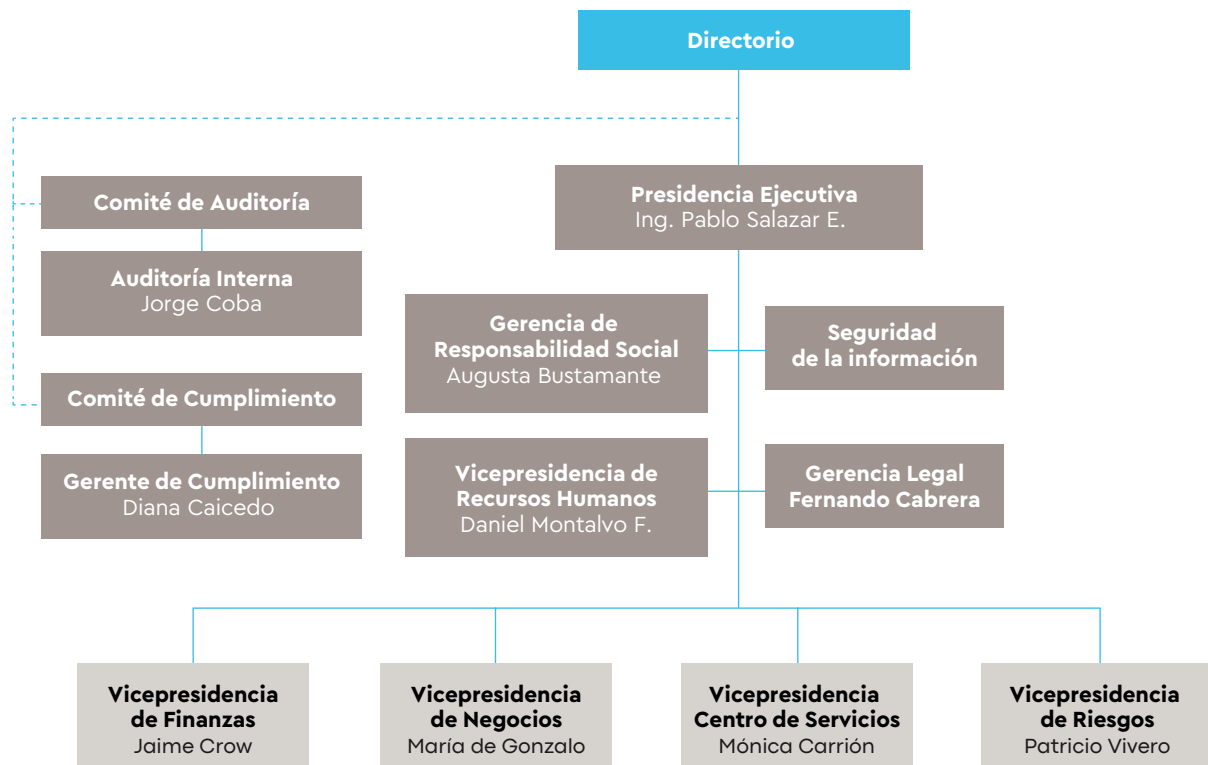 Directorio
Presidencia Ejecutiva
Ing. Pablo Salazar E.
Comité de Auditoría
Auditoría Interna
Jorge Coba
Comité de Cumplimiento
Gerente de Cumplimiento
Diana Caicedo
Gerencia de
Responsabilidad Social
Augusta Bustamante
Seguridad
de la información
Vicepresidencia de
Recursos Humanos
Daniel Montalvo F.
Gerencia Legal
Fernando Cabrera
Vicepresidencia
de Finanzas
Jaime Crow
Vicepresidencia
de Negocios
María de Gonzalo
Vicepresidencia
Centro de Servicios
Mónica Carrión
Vicepresidencia
de Riesgos
Patricio Vivero